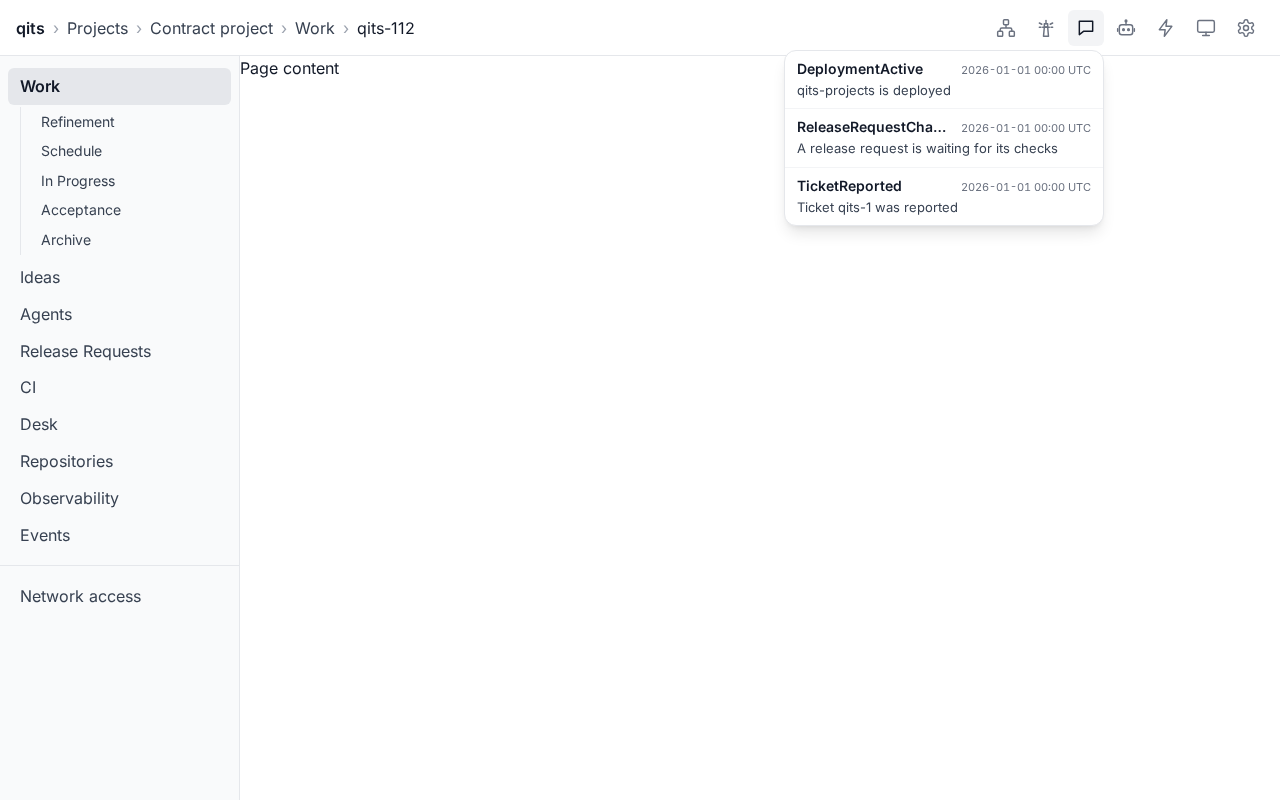 qits › Projects › Contract project › Work › qits-112
Work
Refinement
Schedule
In Progress
Acceptance
Archive
Ideas
Agents
Release Requests
CI
Desk
Repositories
Observability
Events
Network access
Page content
DeploymentActive 2026-01-01 00:00 UTC
qits-projects is deployed
ReleaseRequestCha... 2026-01-01 00:00 UTC
A release request is waiting for its checks
TicketReported 2026-01-01 00:00 UTC
Ticket qits-1 was reported